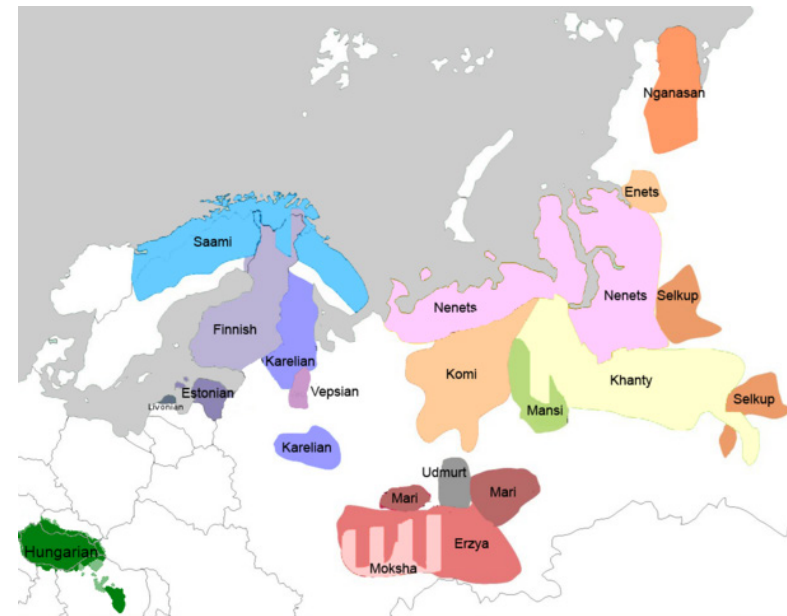 Nganasan
Enets
Saami
Nenets
Nenets
Selkup
Finnish
Karelian
Komi
Khanty
Estonian
Vepsian
Livonian
Mansi
Selkup
Karelian
Udmurt
Mari
Mari
Hungarian
Erzya
Moksha